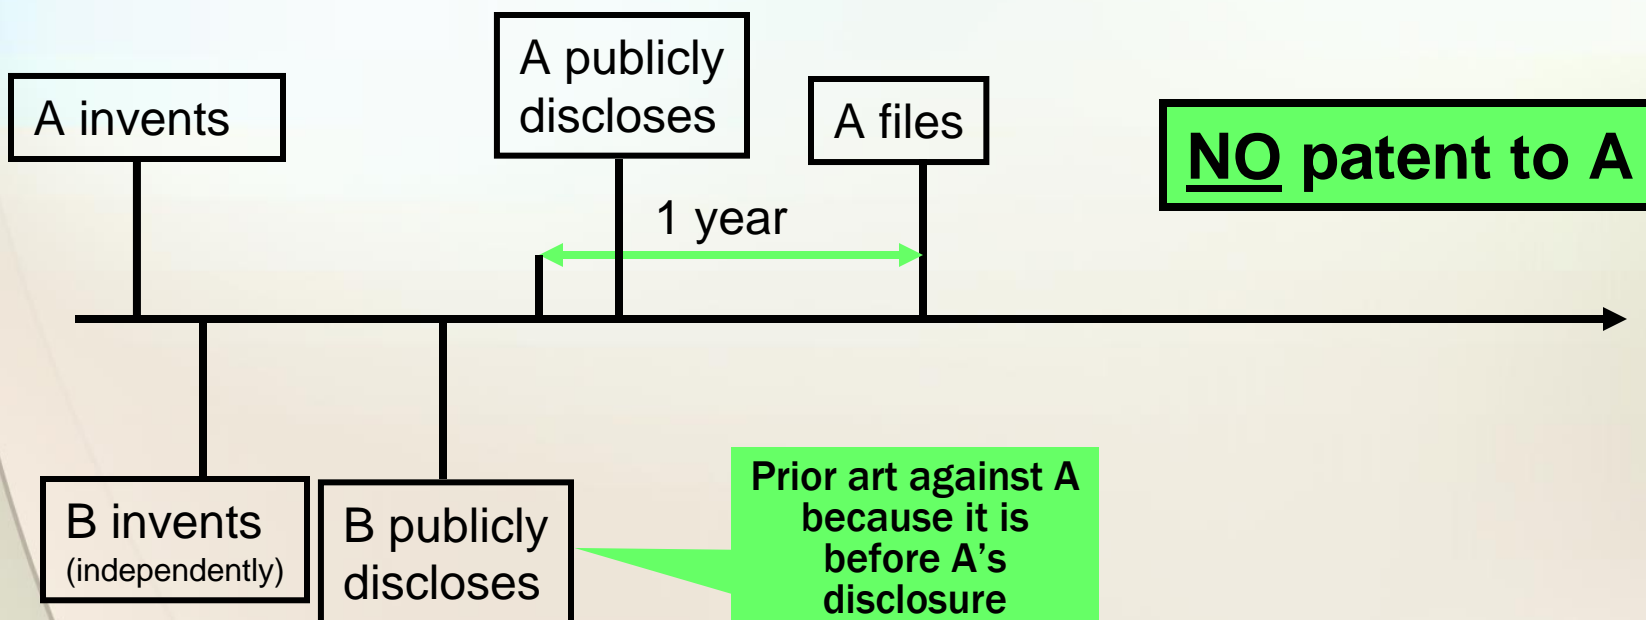 A publicly
discloses
A invents
A files
NO patent to A
1 year
B invents
(independently)
B publicly
discloses
Prior art against A
because it is
before A's
disclosure